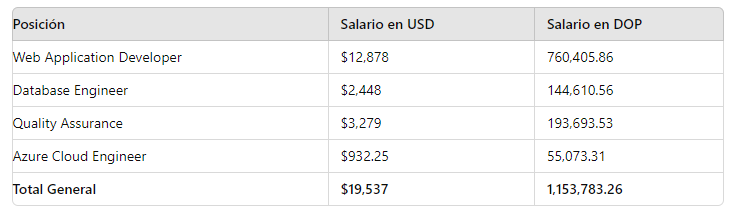 Posición Salario en USD Salario en DOP
Web Application Developer $12,878 760,405.86
Database Engineer $2,448 144,610.56
Quality Assurance $3,279 193,693.53
Azure Cloud Engineer $932.25 55,073.31
Total General $19,537 1,153,783.26